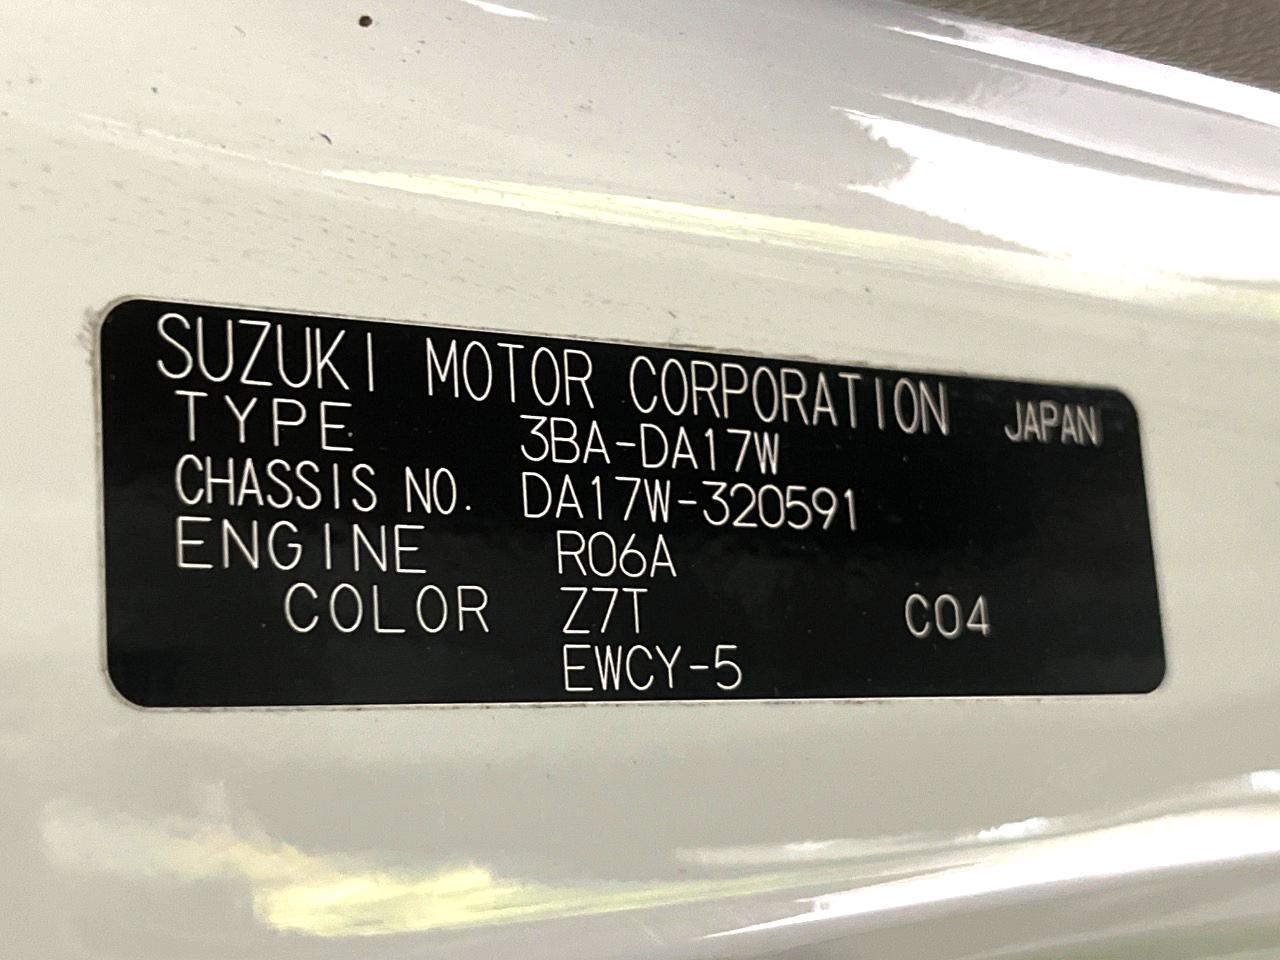 SUZUKI MOTOR CORPORATION JAPAN
TYPE 3BA-DA17W
CHASSIS NO. DA17W-320591
ENGINE R06A
COLOR Z7T C04
EWCY-5